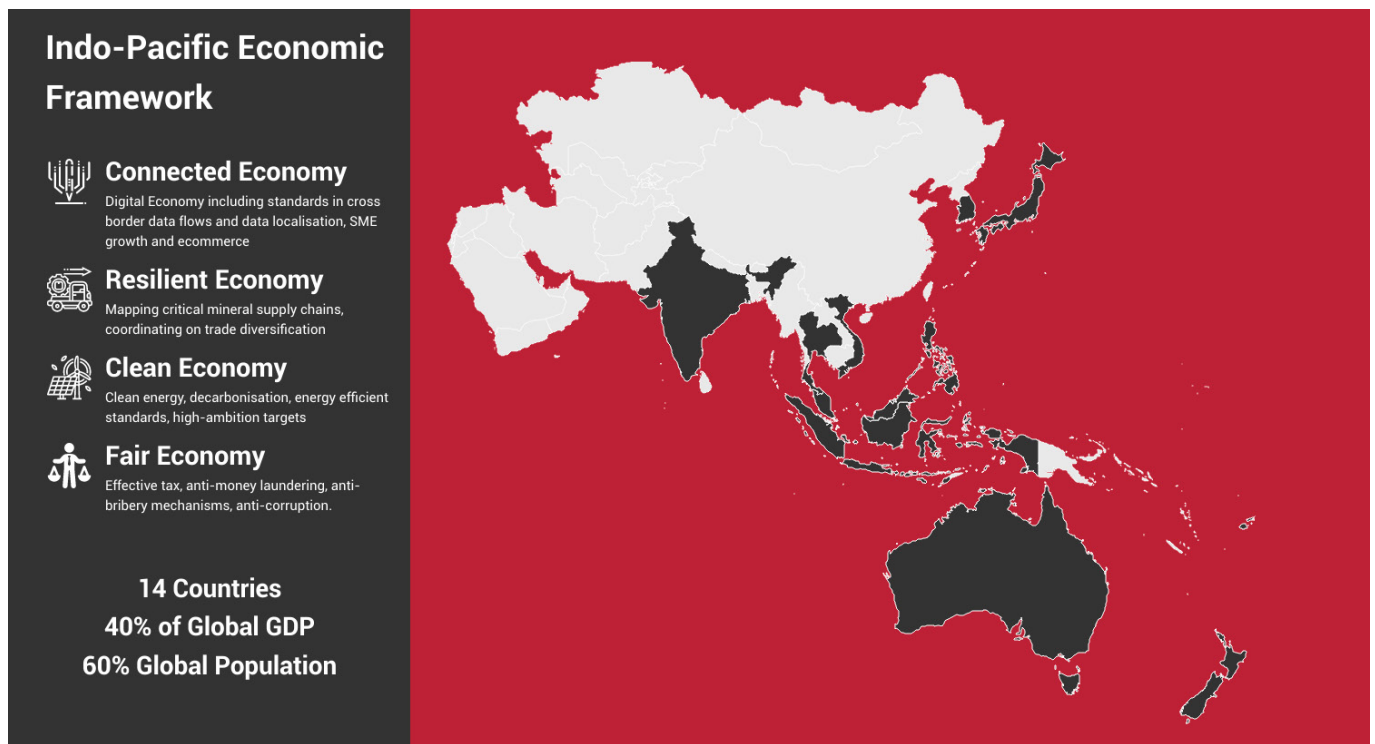 Indo-Pacific Economic
Framework
Connected Economy
Digital Economy including standards in cross
border data flows and data localisation, SME
growth and ecommerce
Resilient Economy
Mapping critical mineral supply chains,
coordinating on trade diversification
Clean Economy
Clean energy, decarbonisation, energy efficient
standards, high-ambition targets
Fair Economy
Effective tax, anti-money laundering, anti-
bribery mechanisms, anti-corruption.
14 Countries
40% of Global GDP
60% Global Population